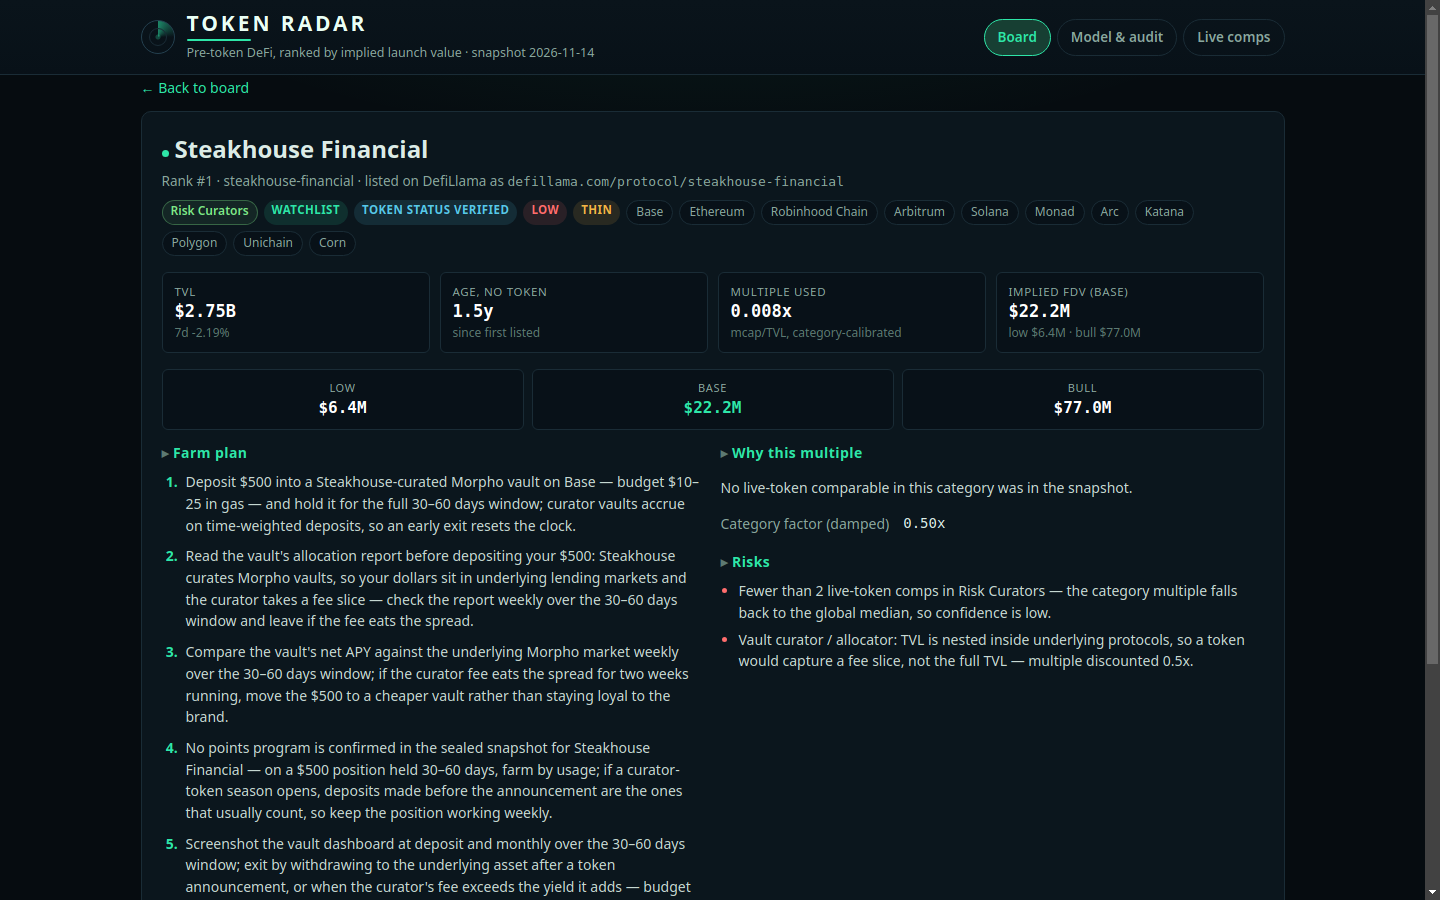 TOKEN RADAR
Pre-token DeFi, ranked by implied launch value · snapshot 2026-11-14
Board
Model & audit
Live comps
← Back to board
Steakhouse Financial
Rank #1 · steakhouse-financial · listed on DefiLlama as defillama.com/protocol/steakhouse-financial
Risk Curators WATCHLIST TOKEN STATUS VERIFIED LOW THIN Base Ethereum Robinhood Chain Arbitrum Solana Monad Arc Katana
Polygon Unichain Corn
TVL
$2.75B
7d -2.19%
AGE, NO TOKEN
1.5y
since first listed
MULTIPLE USED
0.008x
mcap/TVL, category-calibrated
IMPLIED FDV (BASE)
$22.2M
low $6.4M · bull $77.0M
LOW
$6.4M
BASE
$22.2M
BULL
$77.0M
▸ Farm plan
1. Deposit $500 into a Steakhouse-curated Morpho vault on Base — budget $10–
25 in gas — and hold it for the full 30–60 days window; curator vaults accrue
on time-weighted deposits, so an early exit resets the clock.
2. Read the vault's allocation report before depositing your $500: Steakhouse
curates Morpho vaults, so your dollars sit in underlying lending markets and
the curator takes a fee slice — check the report weekly over the 30–60 days
window and leave if the fee eats the spread.
3. Compare the vault's net APY against the underlying Morpho market weekly
over the 30–60 days window; if the curator fee eats the spread for two weeks
running, move the $500 to a cheaper vault rather than staying loyal to the
brand.
4. No points program is confirmed in the sealed snapshot for Steakhouse
Financial — on a $500 position held 30–60 days, farm by usage; if a curator-
token season opens, deposits made before the announcement are the ones
that usually count, so keep the position working weekly.
5. Screenshot the vault dashboard at deposit and monthly over the 30–60 days
window; exit by withdrawing to the underlying asset after a token
announcement, or when the curator's fee exceeds the yield it adds — budget
▸ Why this multiple
No live-token comparable in this category was in the snapshot.
Category factor (damped) 0.50x
▸ Risks
• Fewer than 2 live-token comps in Risk Curators — the category multiple falls
back to the global median, so confidence is low.
• Vault curator / allocator: TVL is nested inside underlying protocols, so a token
would capture a fee slice, not the full TVL — multiple discounted 0.5x.